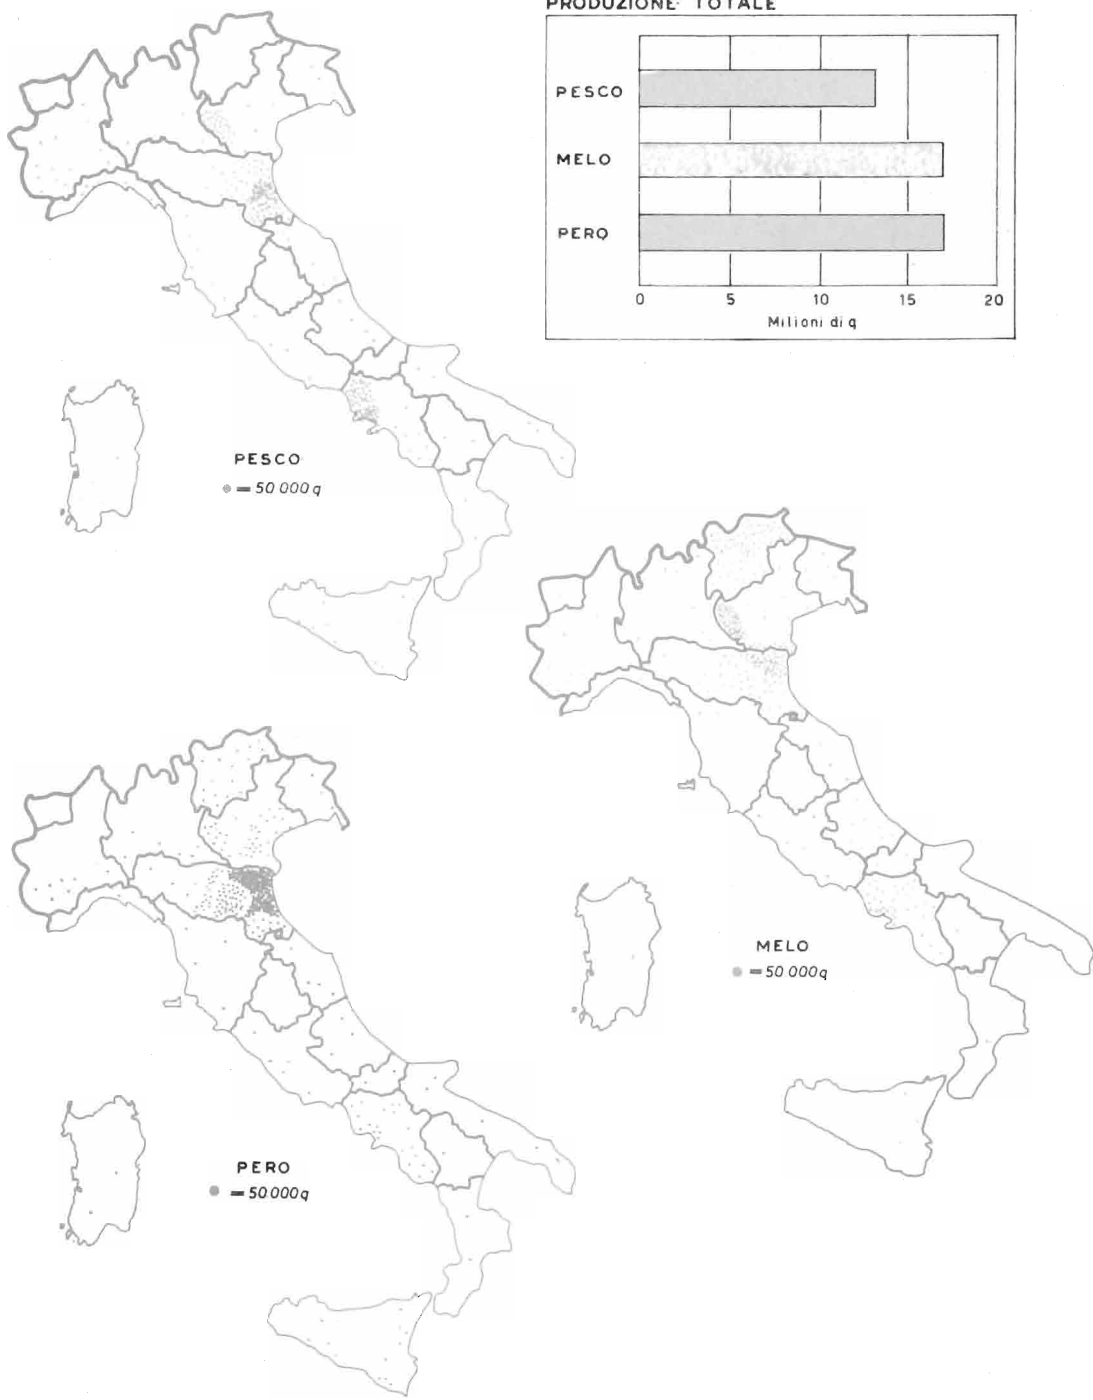 PRODUZIONE TOTALE
PESCO
MELO
PERO
0 5 10 15 20
Milioni di q
PESCO
= 50 000 q
MELO
= 50 000 q
PERO
= 50 000 q